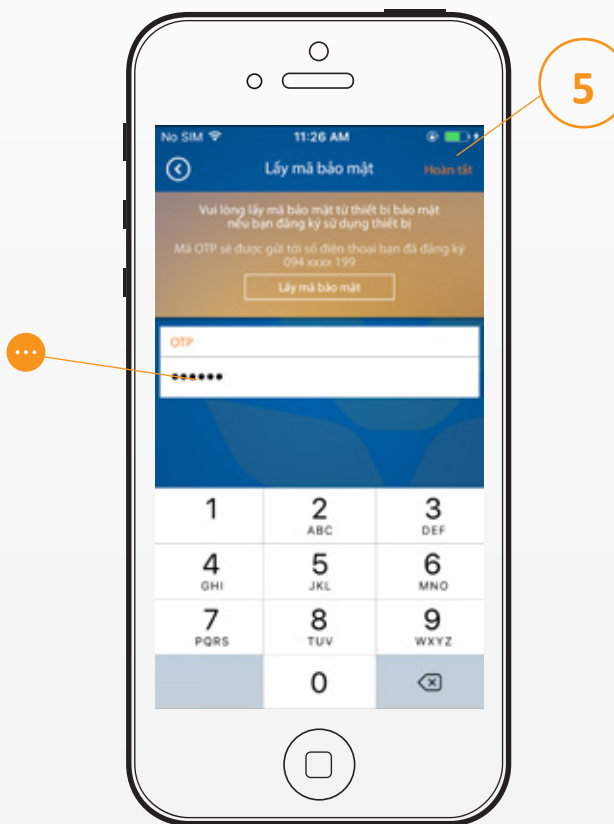 5
No SIM 11:26 AM
Lấy mã bảo mật Hoàn tất
Vui lòng lấy mã bảo mật từ thiết bị bảo mật
nếu bạn đăng ký sử dụng thiết bị
Mã OTP sẽ được gửi tới số điện thoại bạn đã đăng ký
094 xxxx 199
Lấy mã bảo mật
OTP
••••••
1 2 3
ABC DEF
4 5 6
GHI JKL MNO
7 8 9
PQRS TUV WXYZ
0